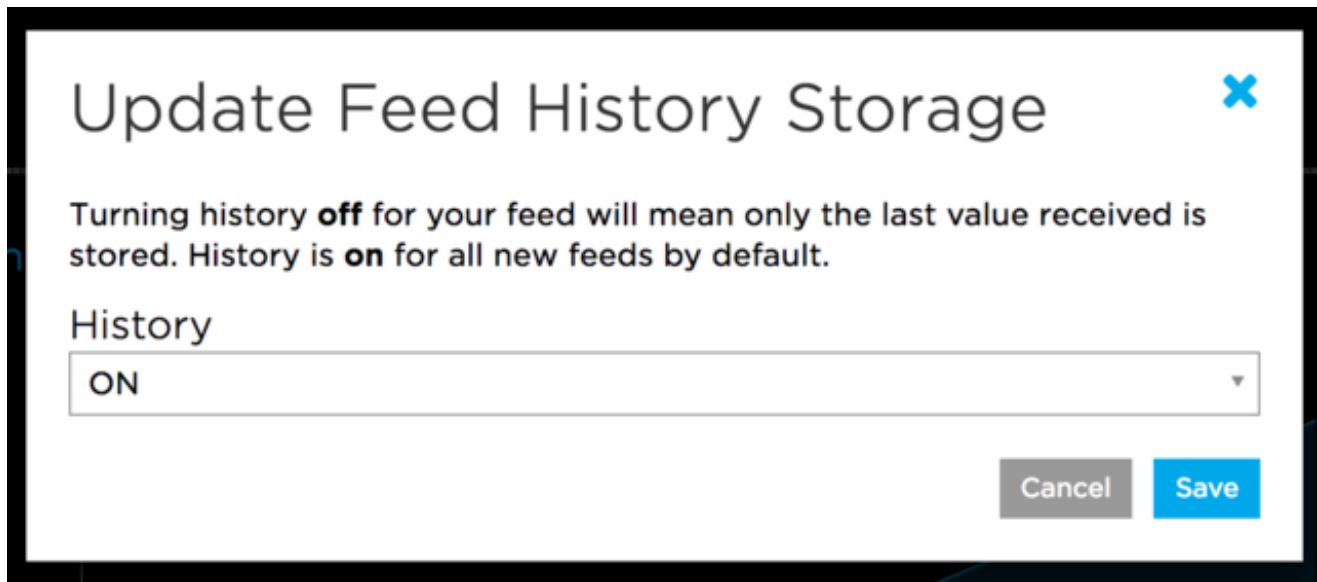 Update Feed History Storage
Turning history off for your feed will mean only the last value received is
stored. History is on for all new feeds by default.
History
ON
Cancel Save